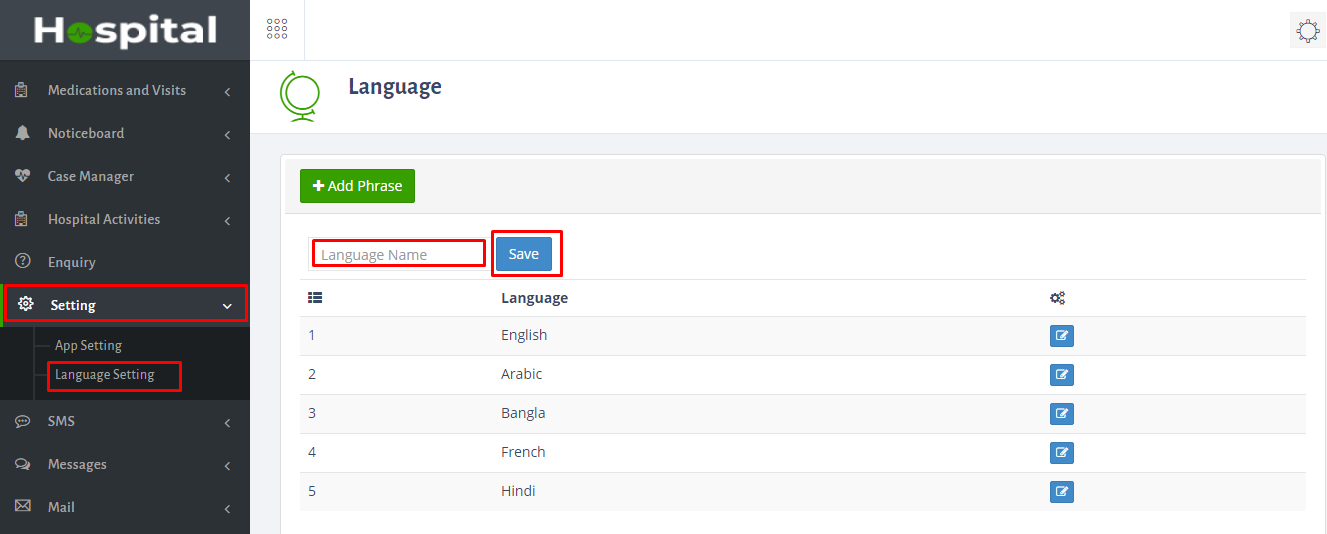 Hospital
Medications and Visits
Noticeboard
Case Manager
Hospital Activities
Enquiry
Setting
App Setting
Language Setting
SMS
Messages
Mail
Language
Add Phrase
Language Name Save
Language
1 English
2 Arabic
3 Bangla
4 French
5 Hindi